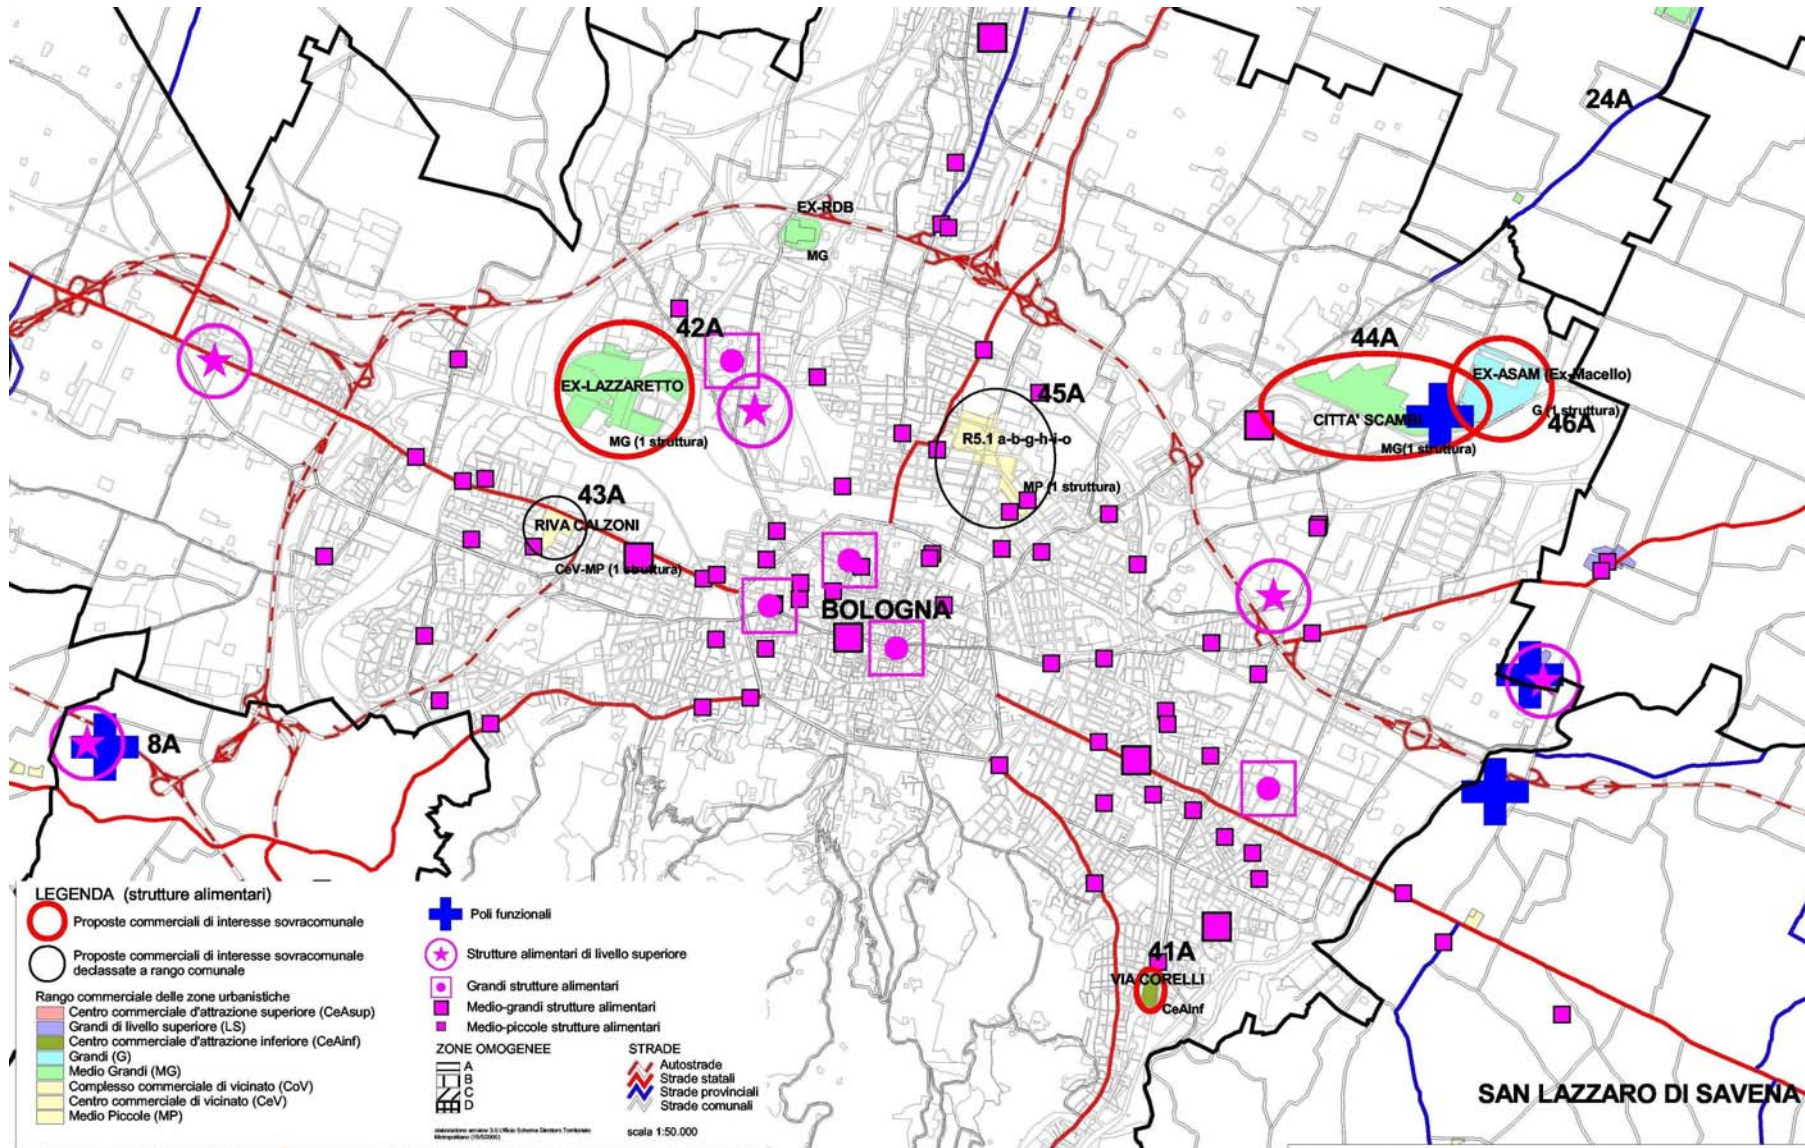 24A
EX-RDB
MG
42A
44A
EX-LAZZARETTO
EX-ASAM (Ex-Macello)
45A
G (1 struttura)
CITTA' SCAMBI
46A
R5.1 a-b-g-h-i-o
MG (1 struttura)
MG(1 struttura)
MP (1 struttura)
43A
RIVA CALZONI
CeV-MP (1 struttura)
BOLOGNA
8A
41A
VIA CORELLI
CeAinf
SAN LAZZARO DI SAVENA
LEGENDA (strutture alimentari)
Proposte commerciali di interesse sovracomunale
Proposte commerciali di interesse sovracomunale
declassate a rango comunale
Rango commerciale delle zone urbanistiche
Centro commerciale d'attrazione superiore (CeAsup)
Grandi di livello superiore (LS)
Centro commerciale d'attrazione inferiore (CeAinf)
Grandi (G)
Medio Grandi (MG)
Complesso commerciale di vicinato (CoV)
Centro commerciale di vicinato (CeV)
Medio Piccole (MP)
Poli funzionali
Strutture alimentari di livello superiore
Grandi strutture alimentari
Medio-grandi strutture alimentari
Medio-piccole strutture alimentari
ZONE OMOGENEE
A
B
C
D
STRADE
Autostrade
Strade statali
Strade provinciali
Strade comunali
scala 1:50.000